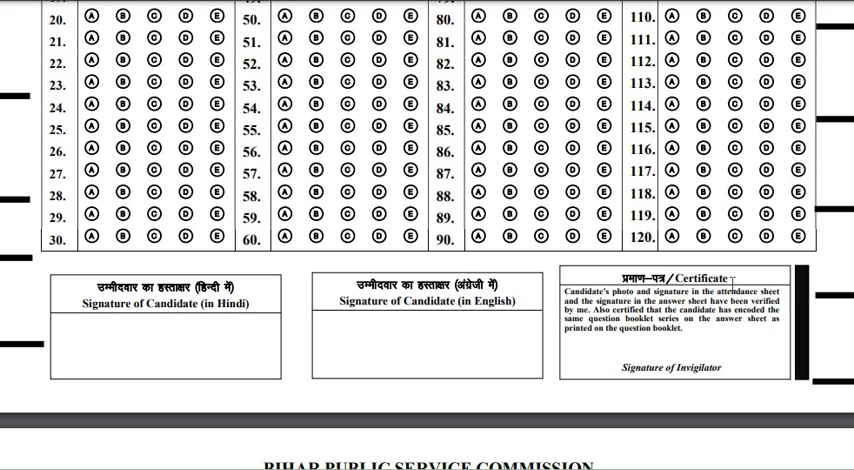 20. A B C D E 50. A B C D E 80. A B C D E 110. A B C D E
21. A B C D E 51. A B C D E 81. A B C D E 111. A B C D E
22. A B C D E 52. A B C D E 82. A B C D E 112. A B C D E
23. A B C D E 53. A B C D E 83. A B C D E 113. A B C D E
24. A B C D E 54. A B C D E 84. A B C D E 114. A B C D E
25. A B C D E 55. A B C D E 85. A B C D E 115. A B C D E
26. A B C D E 56. A B C D E 86. A B C D E 116. A B C D E
27. A B C D E 57. A B C D E 87. A B C D E 117. A B C D E
28. A B C D E 58. A B C D E 88. A B C D E 118. A B C D E
29. A B C D E 59. A B C D E 89. A B C D E 119. A B C D E
30. A B C D E 60. A B C D E 90. A B C D E 120. A B C D E
उम्मीदवार का हस्ताक्षर (हिन्दी में)
Signature of Candidate (in Hindi)
उम्मीदवार का हस्ताक्षर (अंग्रेजी में)
Signature of Candidate (in English)
प्रमाण–पत्र/Certificate
Candidate's photo and signature in the attendance sheet
and the signature in the answer sheet have been verified
by me. Also certified that the candidate has encoded the
same question booklet series on the answer sheet as
printed on the question booklet.
Signature of Invigilator
BIHAR PUBLIC SERVICE COMMISSION